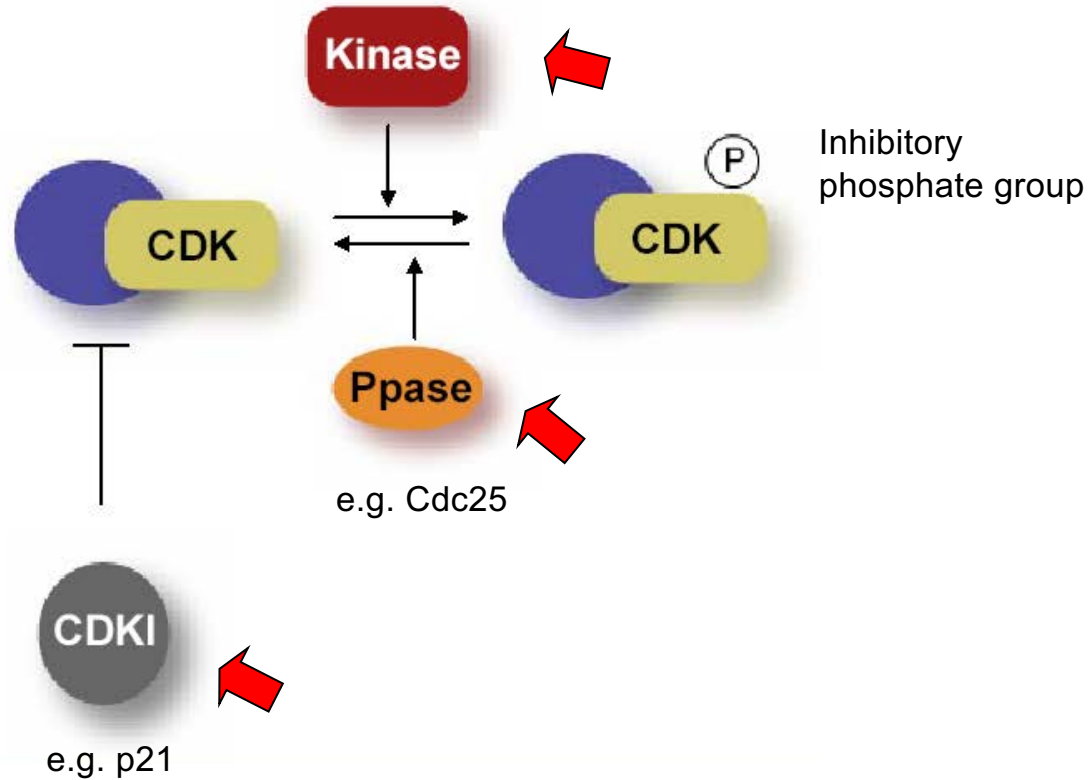 Kinase
P
Inhibitory
phosphate group
CDK
CDK
Ppase
e.g. Cdc25
CDKI
e.g. p21